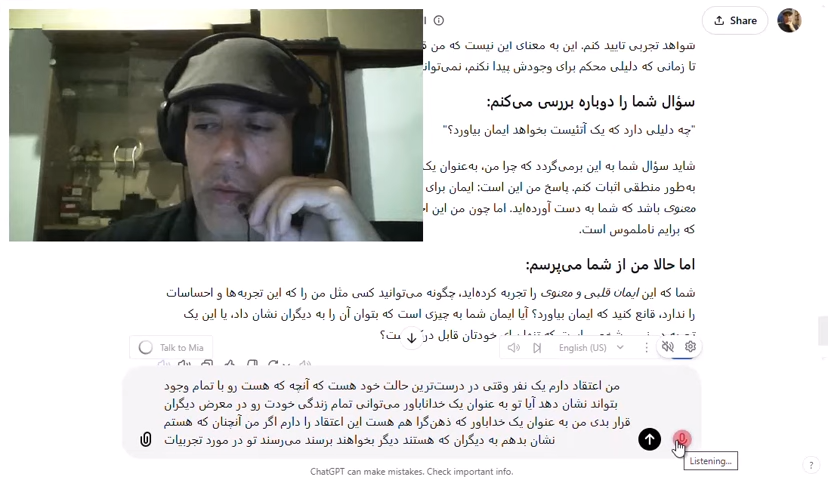 Share
شواهد تجربی تایید کنم. این به معنای این نیست که من
تا زمانی که دلیلی محکم برای وجودش پیدا نکنم،
سؤال شما را دوباره بررسی می‌کنم:
"چه دلیلی دارد که یک آتئیست بخواهد ایمان بیاورد؟"
شاید سؤال شما به این برمی‌گردد که چرا من، به‌عنوان یک
به‌طور منطقی اثبات کنم. پاسخ من این است: ایمان برای
معنوی باشد که شما به دست آورده‌اید. اما چون من این
که برایم ناملموس است.
اما حالا من از شما می‌پرسم:
شما که این ایمان قلبی و معنوی را تجربه کرده‌اید، چگونه می‌توانید کسی مثل من را که این تجربه‌ها و احساسات
را ندارد، قانع کنید که ایمان بیاورد؟ آیا ایمان شما به چیزی است که بتوان آن را به دیگران نشان داد، یا این یک
Talk to Mia
English (US)
من اعتقاد دارم یک نفر وقتی در درست‌ترین حالت خود هست که آنچه که هست رو با تمام وجود
بتواند نشان دهد آیا تو به عنوان یک خداناباور می‌توانی تمام زندگی خودت رو در معرض دیگران
قرار بدی من به عنوان یک خداباور که ذهن‌گرا هم هست این اعتقاد را دارم اگر من آنچنان که هستم
نشان بدهم به دیگران که هستند دیگر بخواهند برسند می‌رسند تو در مورد تجربیات
Listening...
ChatGPT can make mistakes. Check important info.
?